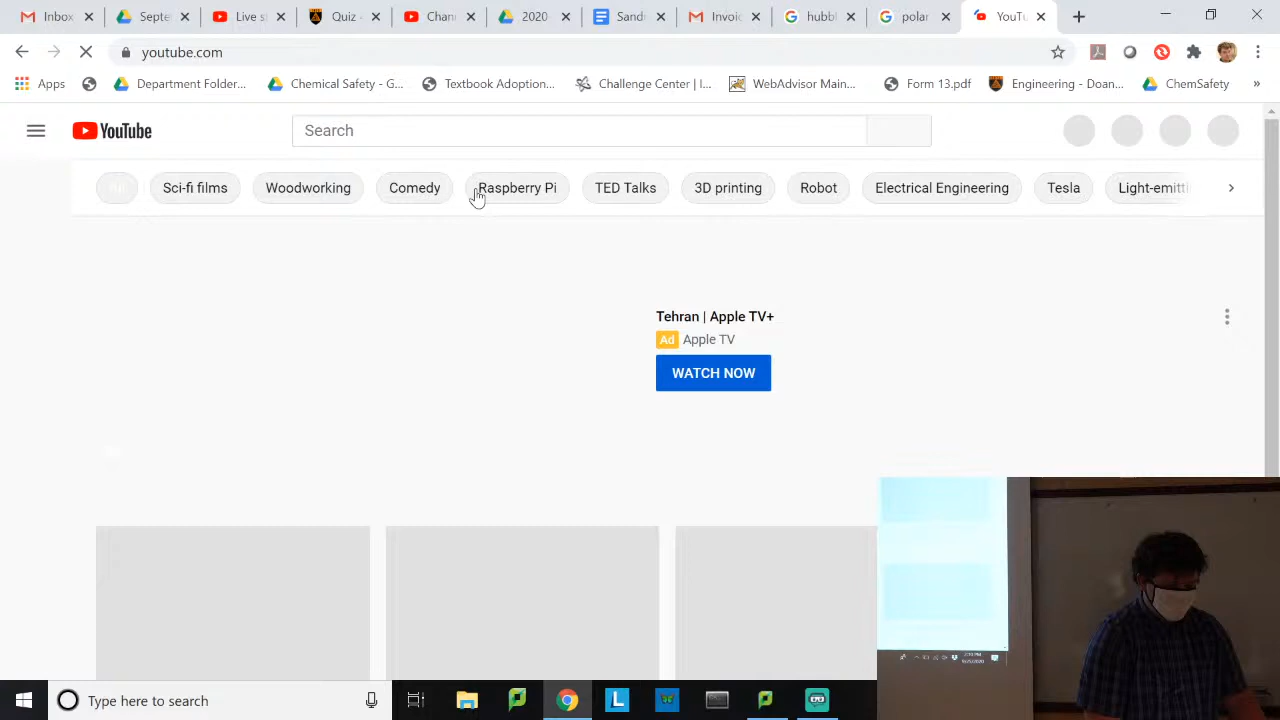 Inbox
septe
Live s
Quiz -
Chan
2020
Sand
Invoic
hubbl
polar
YouTu
youtube.com
Apps
Department Folder...
Chemical Safety - G...
Textbook Adoption...
Challenge Center | I...
WebAdvisor Main...
Form 13.pdf
Engineering - Doan...
ChemSafety
»
YouTube
Search
All
Sci-fi films
Woodworking
Comedy
Raspberry Pi
TED Talks
3D printing
Robot
Electrical Engineering
Tesla
Light-emitti
Tehran | Apple TV+
Ad Apple TV
WATCH NOW
Type here to search